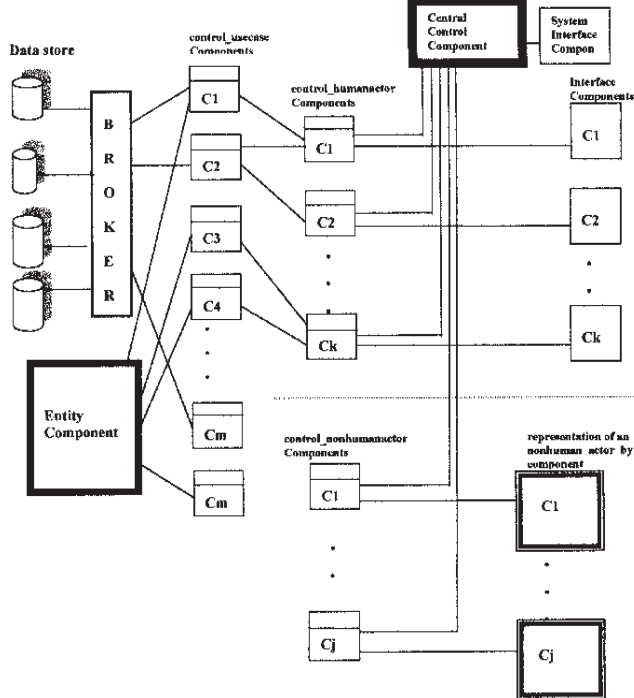 Central
Control
Component
System
Interface
Compon
control_usecase
Components
Data store
control_humanactor
Components
Interface
Components
C1
C1
C1
B
R
O
K
E
R
C2
C2
C2
C3
C4
Ck
Ck
Entity
Component
Cm
Cm
control_nonhumanactor
Components
representation of an
nonhuman actor by
component
C1
C1
Cj
Cj